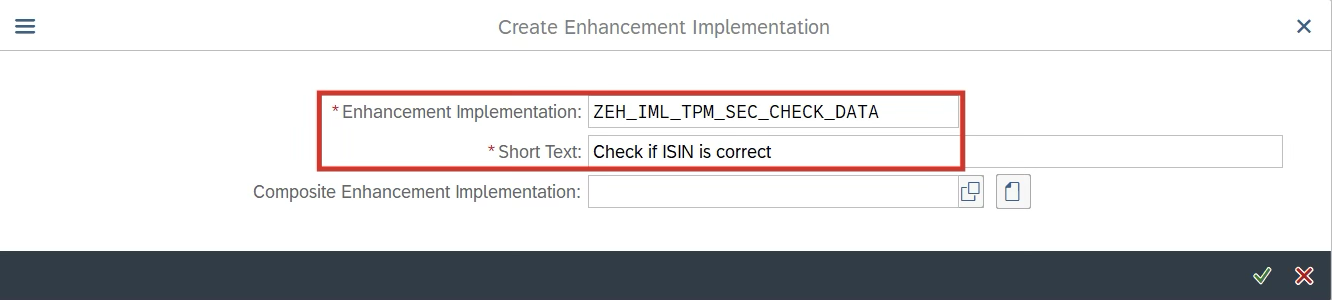 Create Enhancement Implementation
*Enhancement Implementation: ZEH_IML_TPM_SEC_CHECK_DATA
*Short Text: Check if ISIN is correct
Composite Enhancement Implementation: